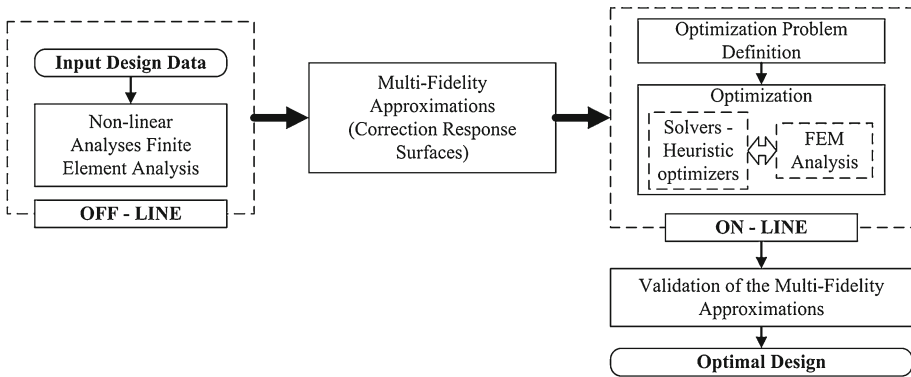 Input Design Data
Non-linear
Analyses Finite
Element Analysis
OFF - LINE
Multi-Fidelity
Approximations
(Correction Response
Surfaces)
Optimization Problem
Definition
Optimization
Solvers -
Heuristic
optimizers
FEM
Analysis
ON - LINE
Validation of the Multi-Fidelity
Approximations
Optimal Design